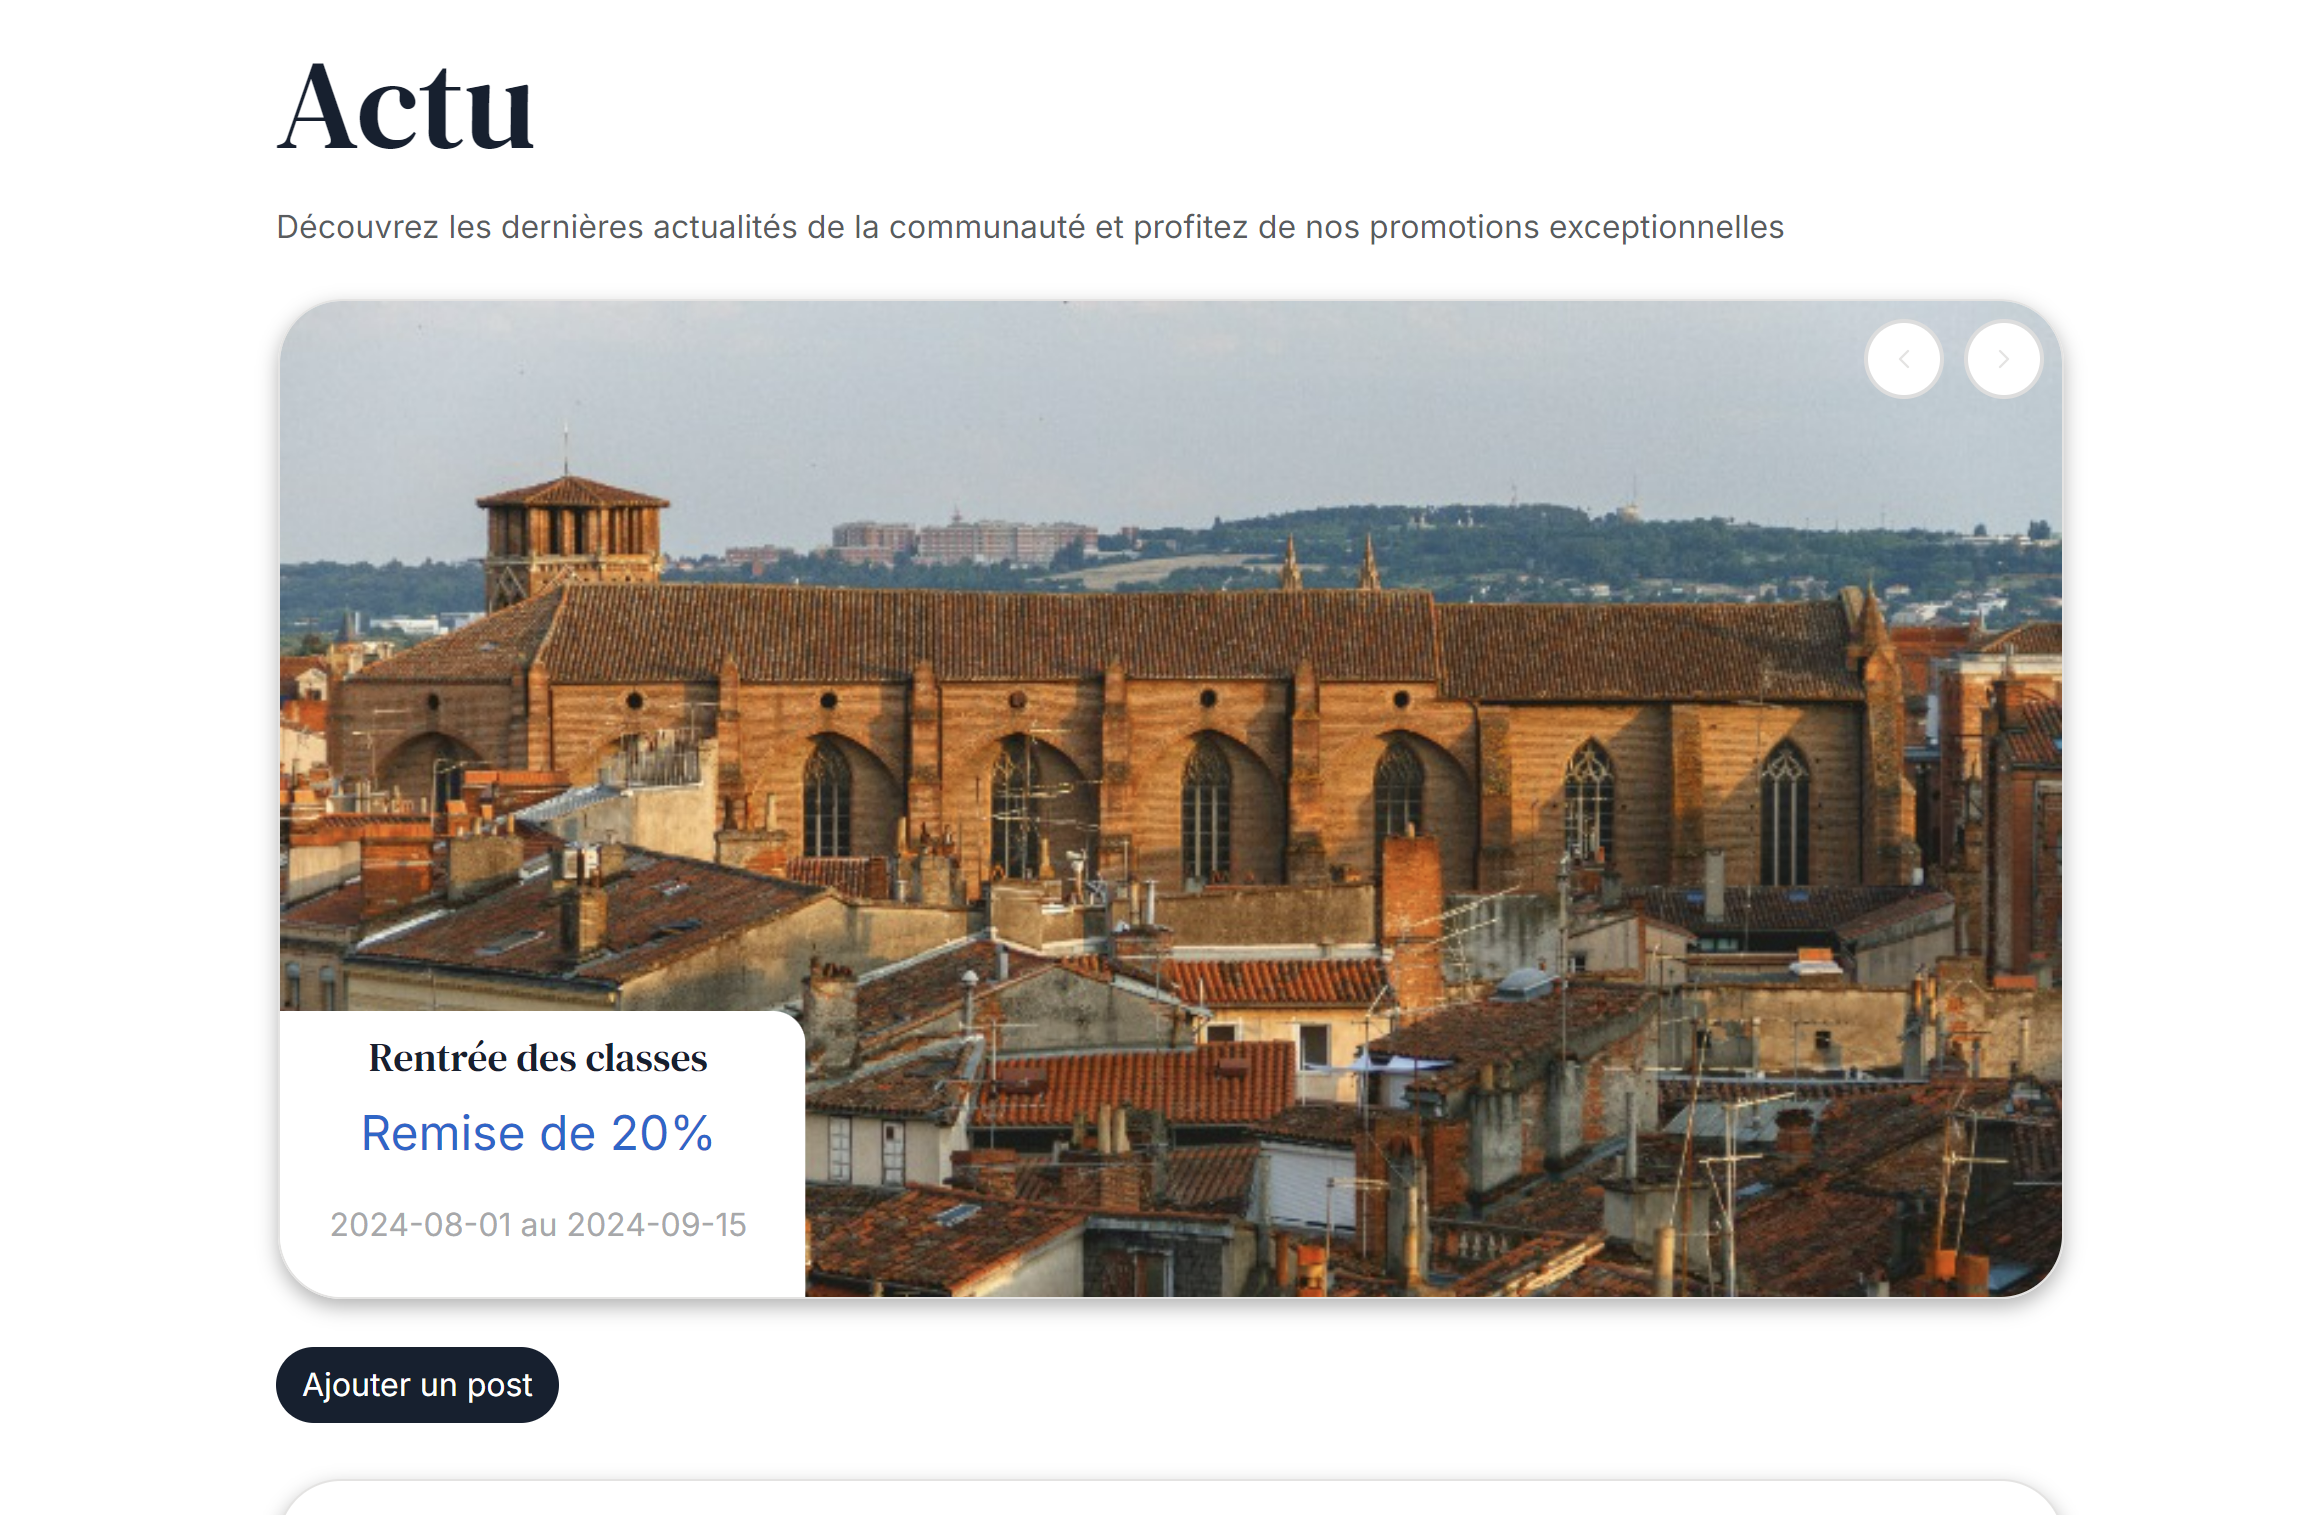 Actu
Découvrez les dernières actualités de la communauté et profitez de nos promotions exceptionnelles
Rentrée des classes
Remise de 20%
2024-08-01 au 2024-09-15
Ajouter un post